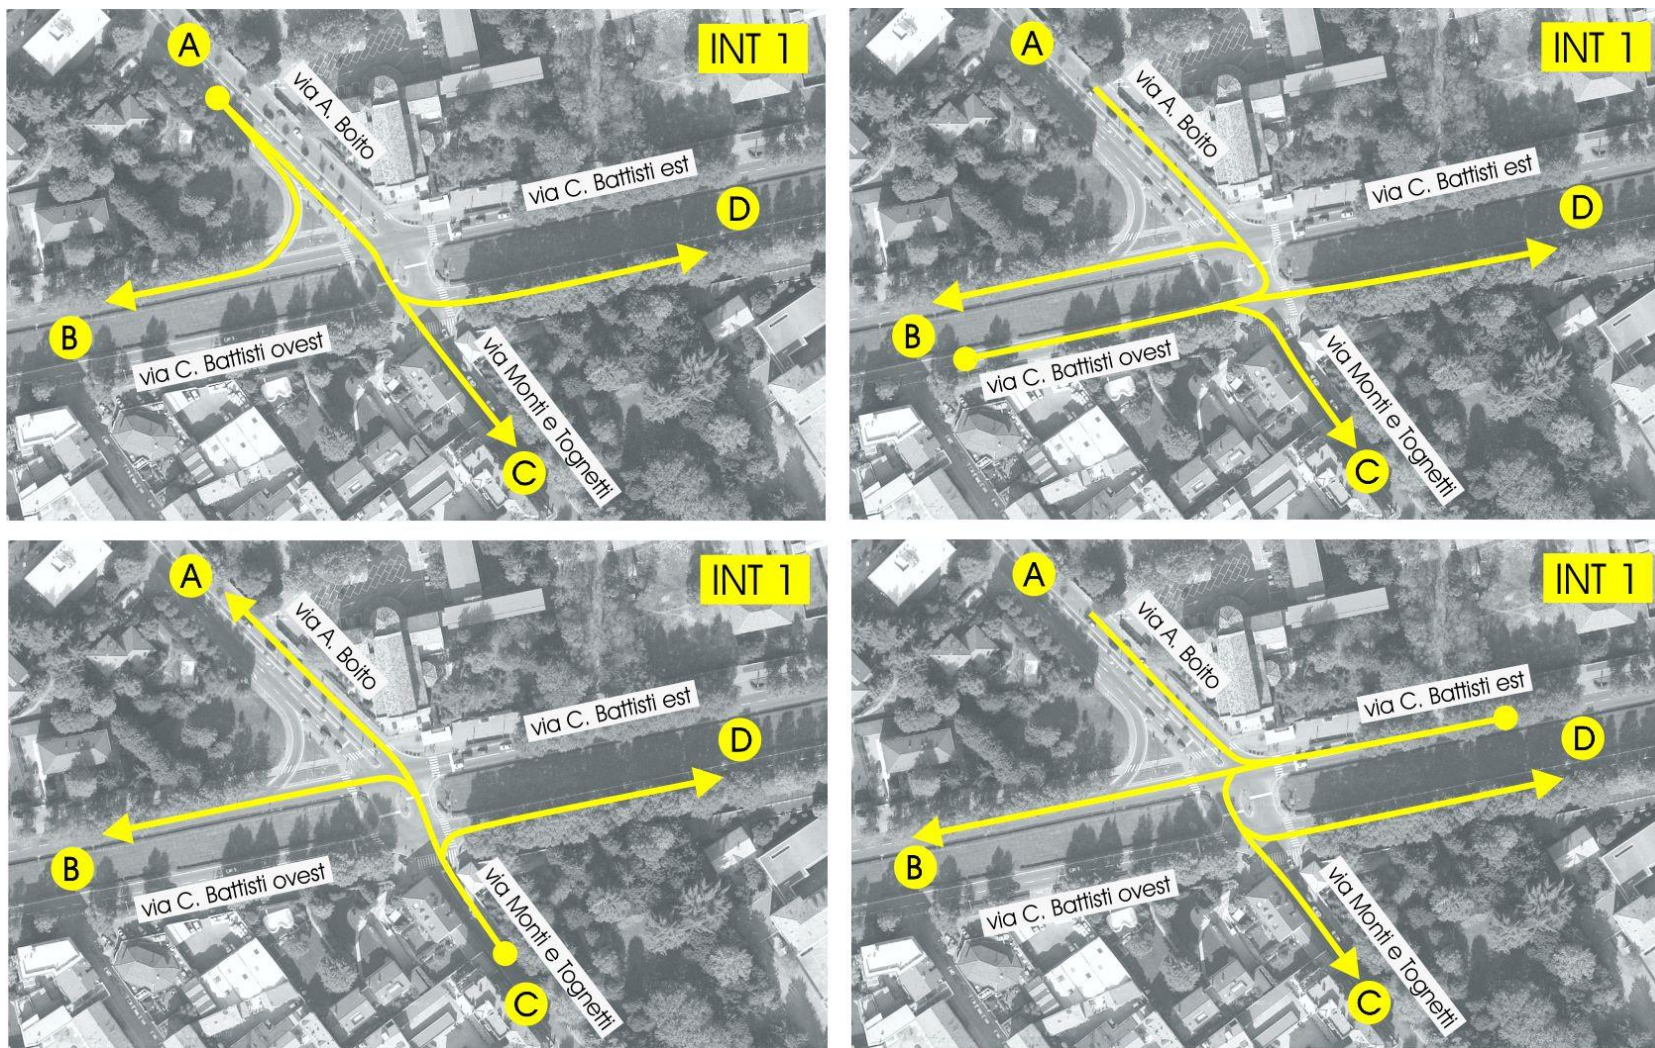 A
INT 1
via A. Boito
via C. Battisti est
D
B
via C. Battisti ovest
via Monti e Tognetti
C
A
INT 1
via A. Boito
via C. Battisti est
D
B
via C. Battisti ovest
via Monti e Tognetti
C
A
INT 1
via A. Boito
via C. Battisti est
D
B
via C. Battisti ovest
via Monti e Tognetti
C
A
INT 1
via A. Boito
via C. Battisti est
D
B
via C. Battisti ovest
via Monti e Tognetti
C